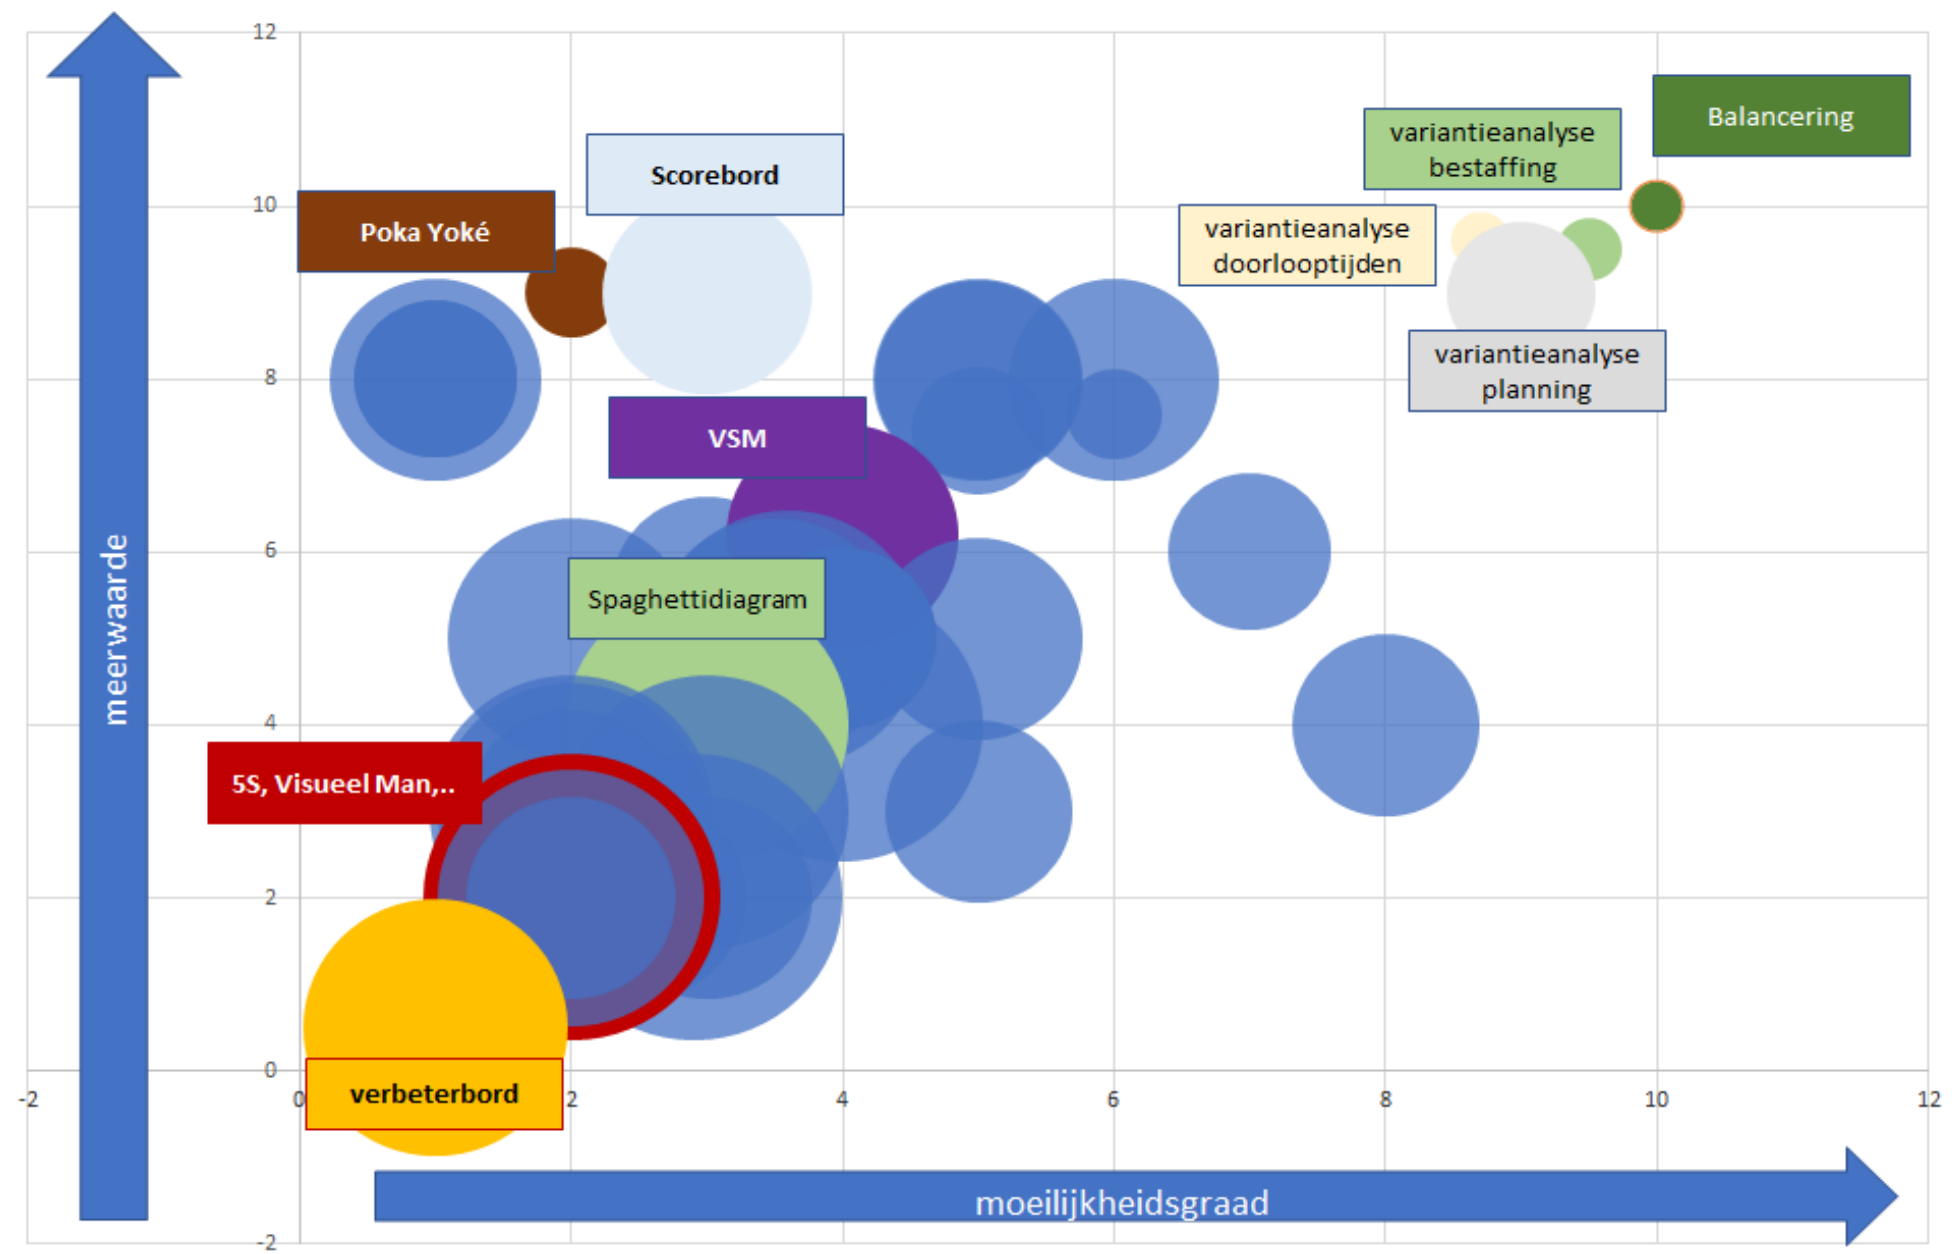 12
Balancering
variantieanalyse
bestaffing
Scorebord
10
Poka Yoké
variantieanalyse
doorlooptijden
variantieanalyse
planning
8
VSM
6
Spaghettidiagram
meerwaarde
4
5S, Visueel Man,..
2
0
verbeterbord
-2
0
2
4
6
8
10
12
moeilijkheidsgraad
-2